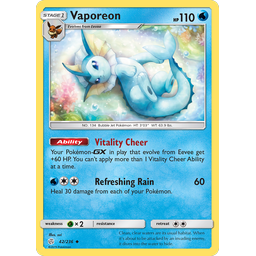 STAGE 1
Vaporeon
HP 110
Evolves from Eevee
NO. 134 Bubble Jet Pokémon HT: 3'03" WT: 63.9 lbs.
Ability Vitality Cheer
Your Pokémon-GX in play that evolve from Eevee get
+60 HP. You can't apply more than 1 Vitality Cheer Ability
at a time.
Refreshing Rain 60
Heal 30 damage from each of your Pokémon.
weakness ×2 resistance retreat
42/236